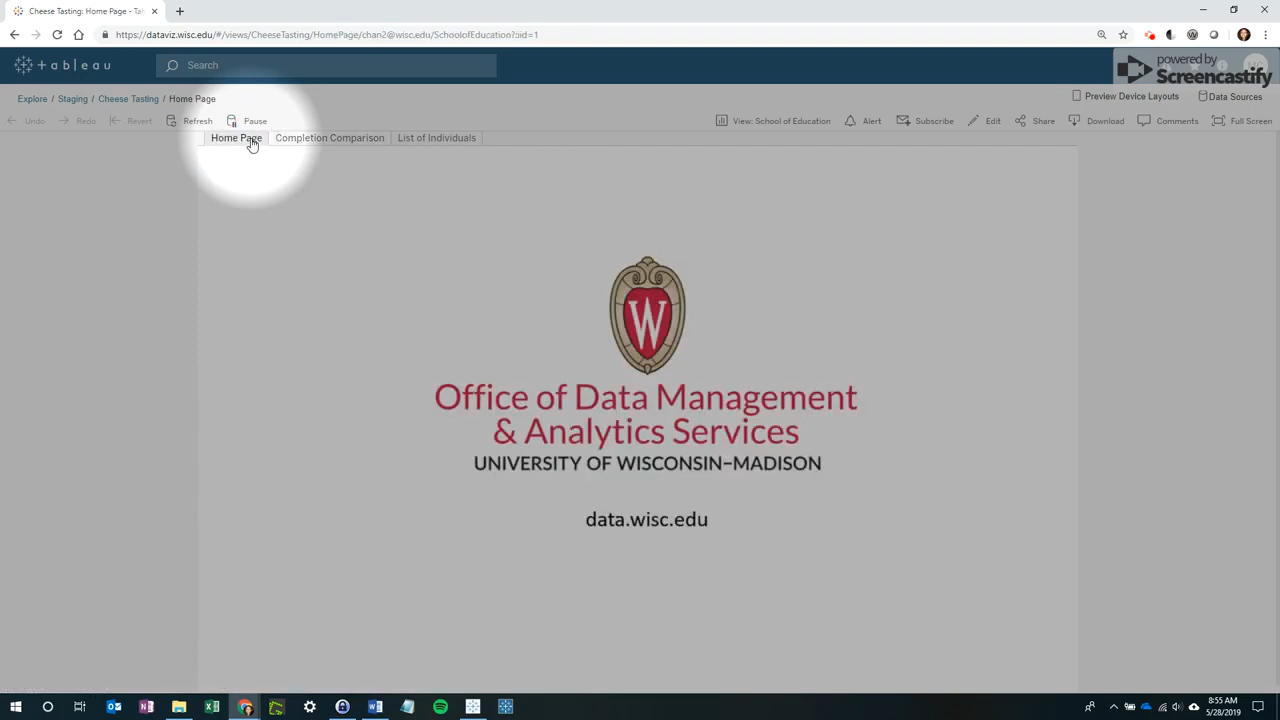 Cheese Tasting: Home Page - Tab
https://dataviz.wisc.edu/#/views/CheeseTasting/HomePage/chan2@wisc.edu/SchoolofEducation?:iid=1
+ a b l e a u
Search
powered by
Screencastify
Explore / Staging / Cheese Tasting / Home Page
Preview Device Layouts
Data Sources
Undo Redo Revert Refresh Pause
View: School of Education Alert Subscribe Edit Share Download Comments Full Screen
Home Page Completion Comparison List of Individuals
W
Office of Data Management
& Analytics Services
UNIVERSITY OF WISCONSIN–MADISON
data.wisc.edu
8:55 AM
5/28/2019